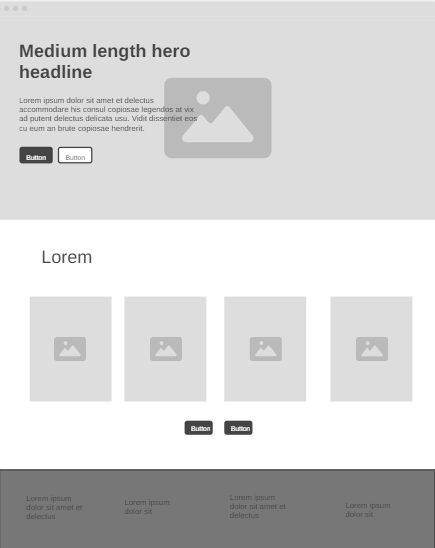 Medium length hero
headline
Lorem ipsum dolor sit amet et delectus
accommodare his consul copiosae legendos at vix
ad putent delectus delicata usu. Vidit dissentiet eos
cu eum an brute copiosae hendrerit.
Button Button
Lorem
Button Button
Lorem ipsum
dolor sit amet et
delectus
Lorem ipsum
dolor sit
Lorem ipsum
dolor sit amet et
delectus
Lorem ipsum
dolor sit